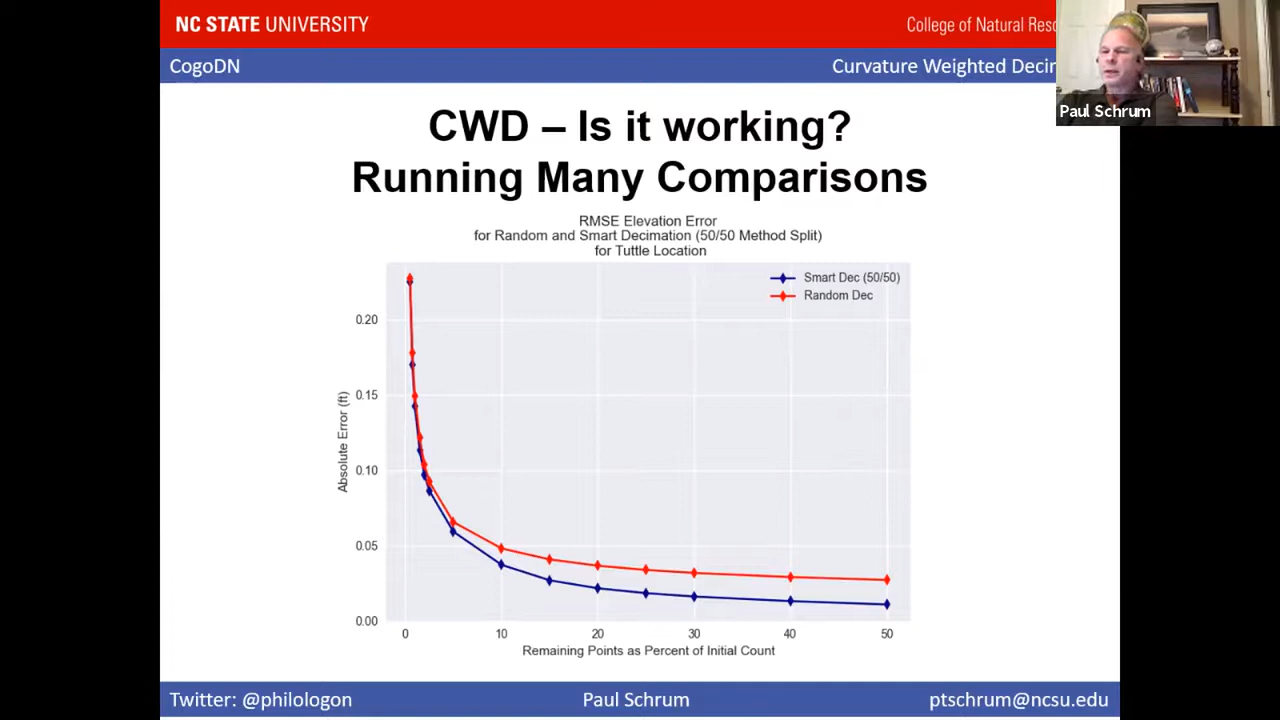 NC STATE UNIVERSITY
College of Natural
CogoDN
Curvature Weighted
Paul Schrum
CWD – Is it working?
Running Many Comparisons
RMSE Elevation Error
for Random and Smart Decimation (50/50 Method Split)
for Tuttle Location
Smart Dec (50/50)
Random Dec
0.20
0.15
0.10
0.05
0.00
Absolute Error (ft)
0 10 20 30 40 50
Remaining Points as Percent of Initial Count
Twitter: @philologon
Paul Schrum
ptschrum@ncsu.edu